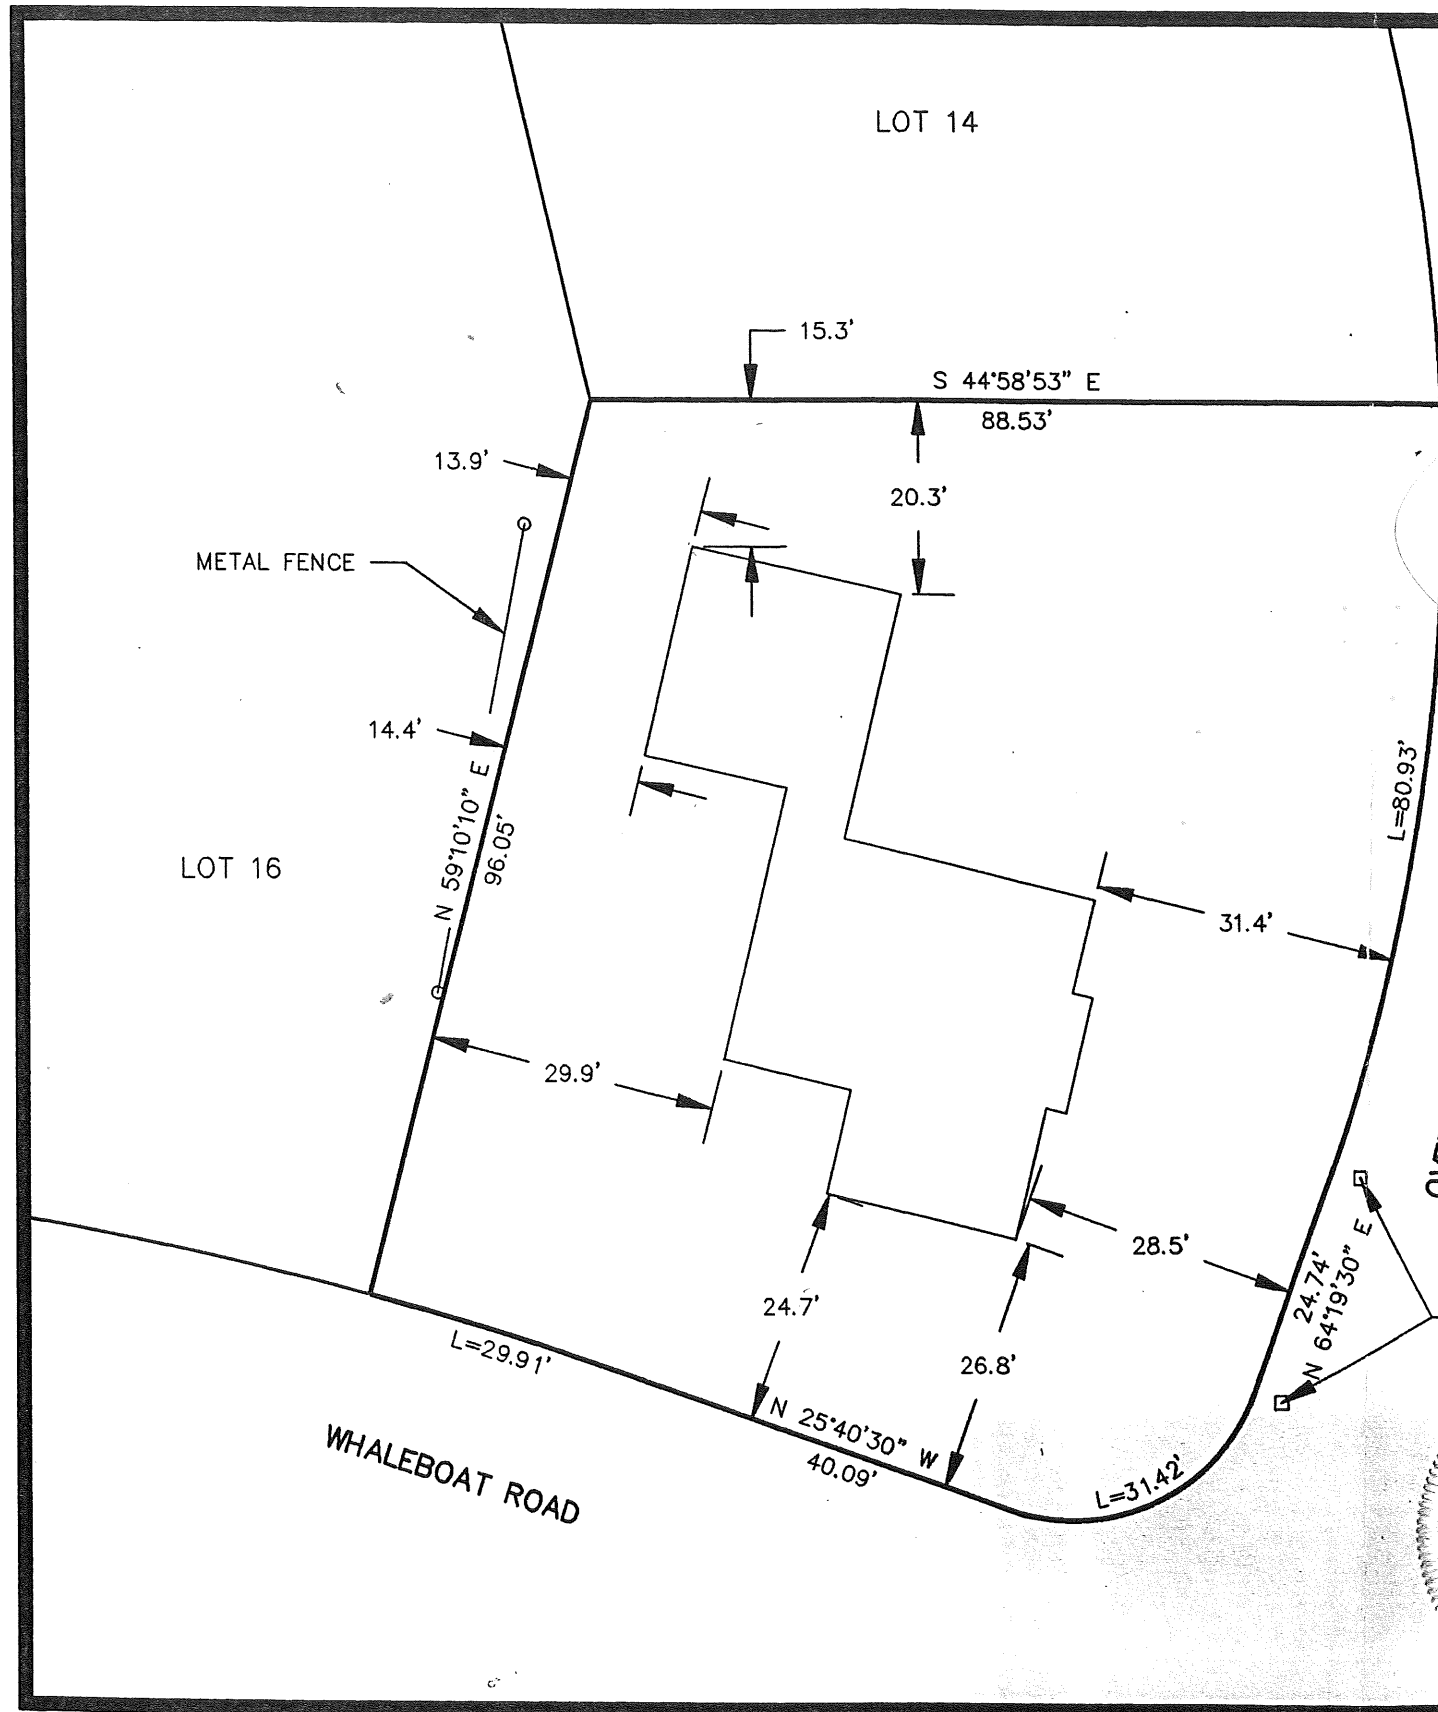 LOT 14
15.3'
S 44°58'53" E
88.53'
13.9'
20.3'
METAL FENCE
14.4'
N 59°10'10" E
96.05'
L=80.93'
LOT 16
31.4'
29.9'
28.5'
24.74'
N 64°19'30" E
24.7'
26.8'
L=29.91'
N 25°40'30" W
40.09'
L=31.42'
WHALEBOAT ROAD